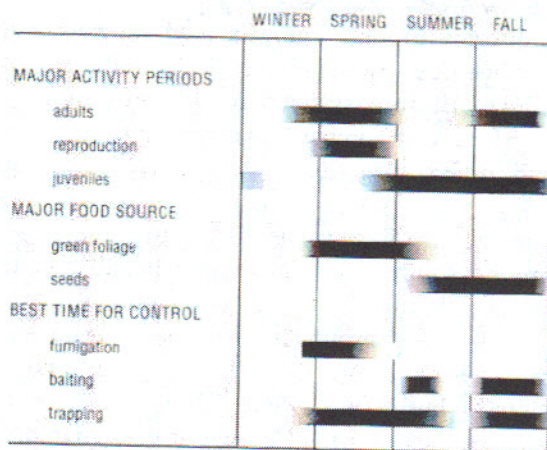 WINTER SPRING SUMMER FALL
MAJOR ACTIVITY PERIODS
adults
reproduction
juveniles
MAJOR FOOD SOURCE
green foliage
seeds
BEST TIME FOR CONTROL
fumigation
baiting
trapping